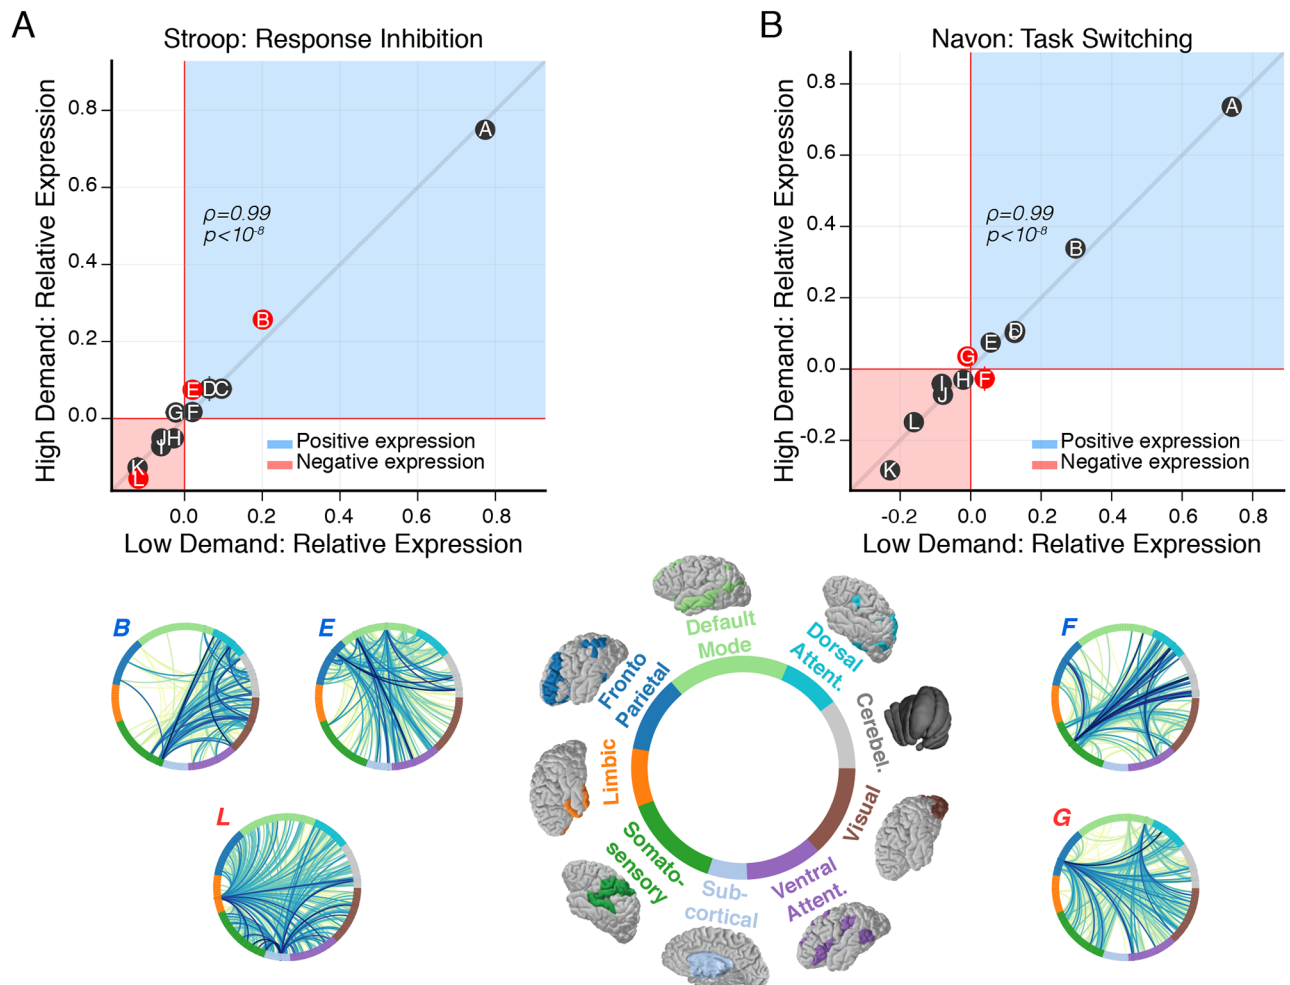 A
Stroop: Response Inhibition
High Demand: Relative Expression
0.8
0.6
0.4
0.2
0.0
ρ=0.99
p<10-8
A
B
E
D
C
G
F
J
H
I
K
L
Positive expression
Negative expression
0.0 0.2 0.4 0.6 0.8
Low Demand: Relative Expression
B
Navon: Task Switching
High Demand: Relative Expression
0.8
0.6
0.4
0.2
0.0
-0.2
ρ=0.99
p<10-8
A
B
D
E
G
H
F
I
J
L
K
Positive expression
Negative expression
-0.2 0.0 0.2 0.4 0.6 0.8
Low Demand: Relative Expression
B
E
L
Default
Mode
Dorsal
Attent.
Cerebel.
Visual
Ventral
Attent.
Sub-
cortical
Somato-
sensory
Limbic
Fronto
Parietal
F
G